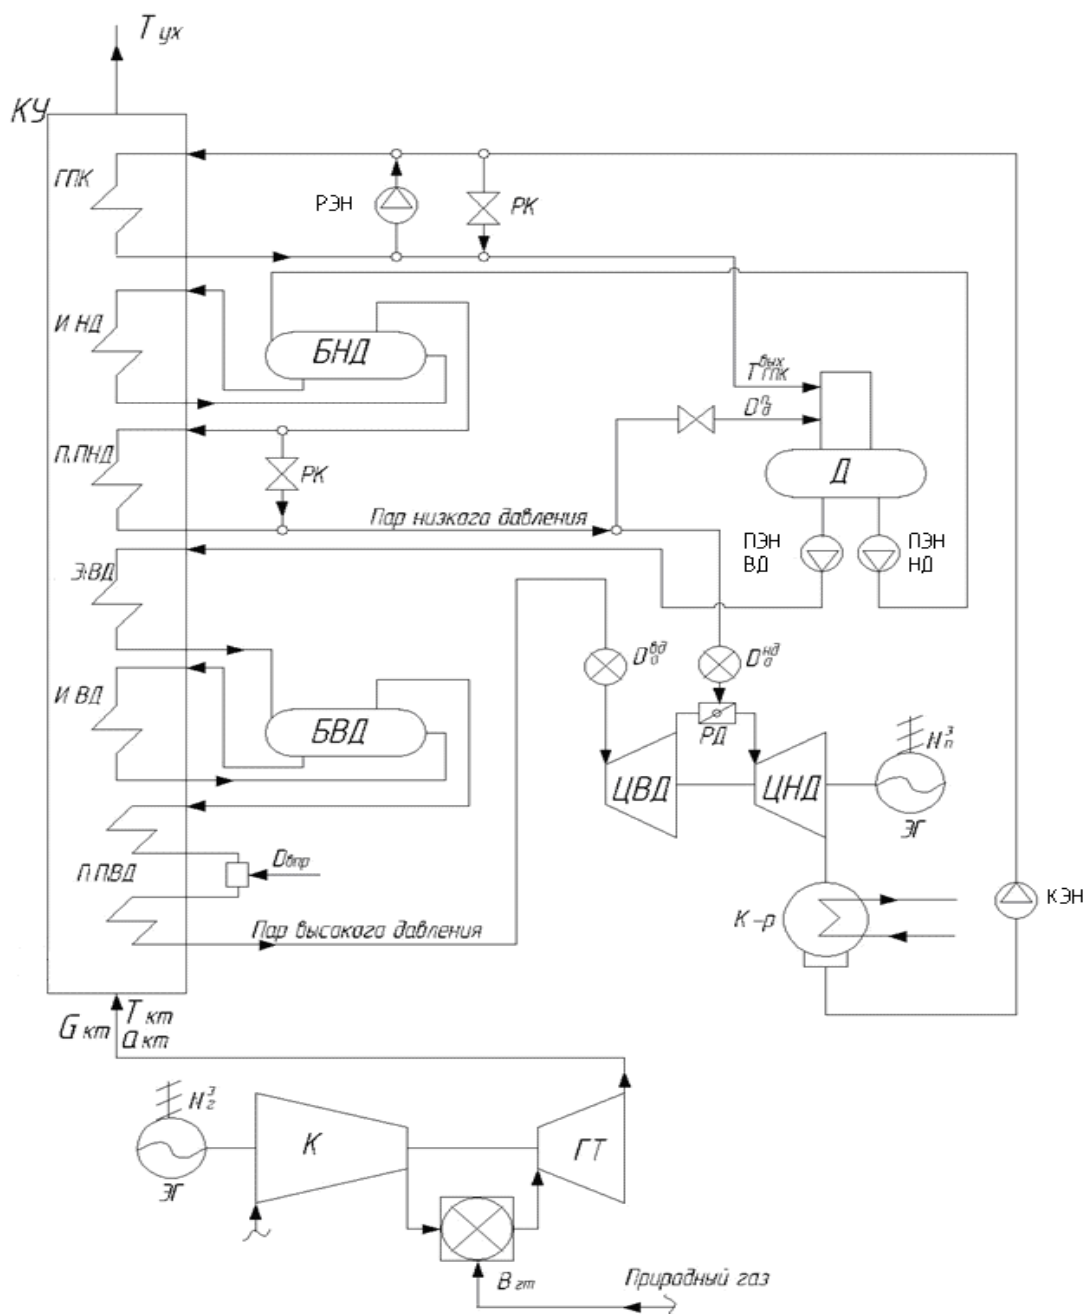 Т ух
КУ
ГПК
РЭН
РК
И НД
БНД
Т вых ГПК
D п д
П.ПНД
РК
Д
Пар низкого давления
ПЭН
ВД
ПЭН
НД
Э.ВД
D вд о
D нд о
И ВД
БВД
РД
N э п
ЦВД
ЦНД
ЭГ
П.ПВД
D впр
КЭН
К-р
Пар высокого давления
G кт
Т кт
α кт
N э г
К
ГТ
ЭГ
В гт
Природный газ